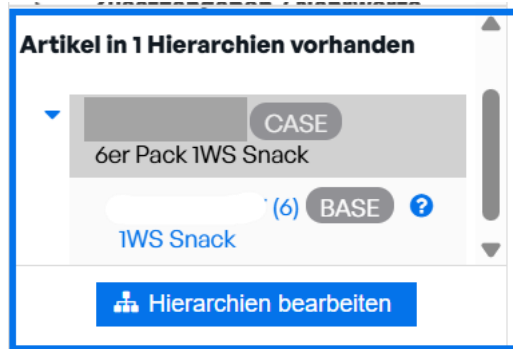 Artikel in 1 Hierarchien vorhanden
CASE
6er Pack 1WS Snack
(6) BASE
1WS Snack
Hierarchien bearbeiten